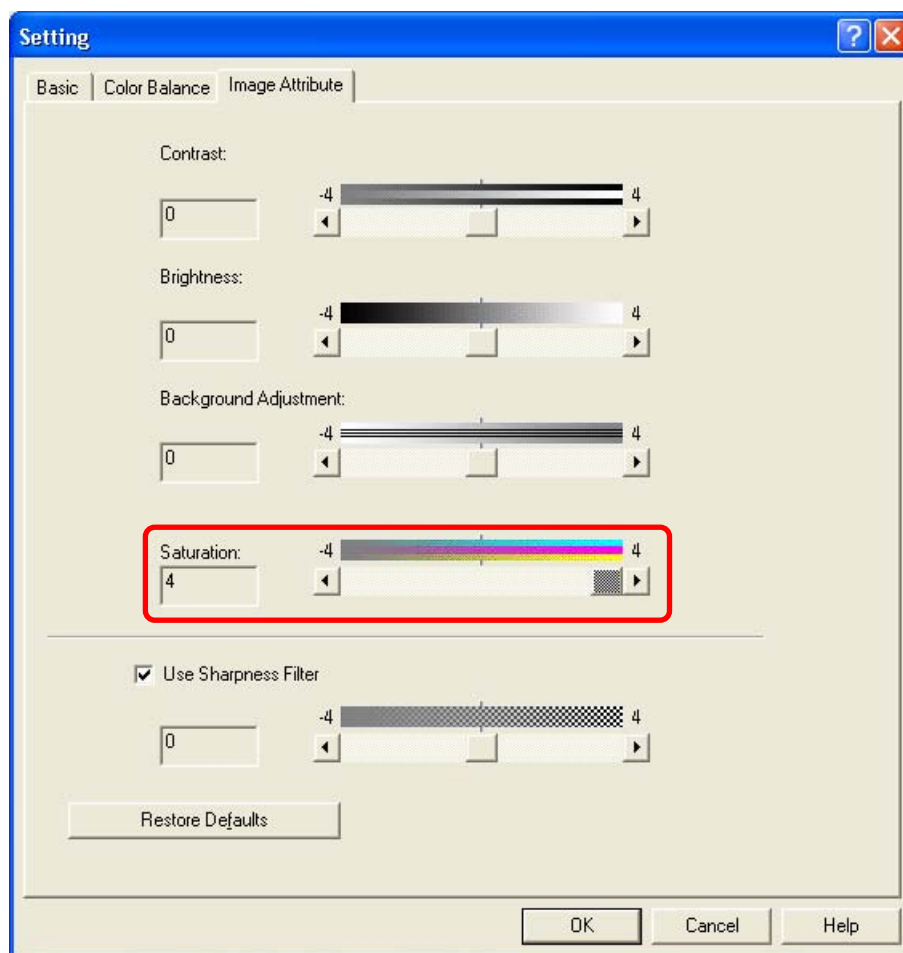 Setting
Basic Color Balance Image Attribute
Contrast:
-4 4
0
Brightness:
-4 4
0
Background Adjustment:
-4 4
0
Saturation:
-4 4
4
Use Sharpness Filter
-4 4
0
Restore Defaults
OK Cancel Help